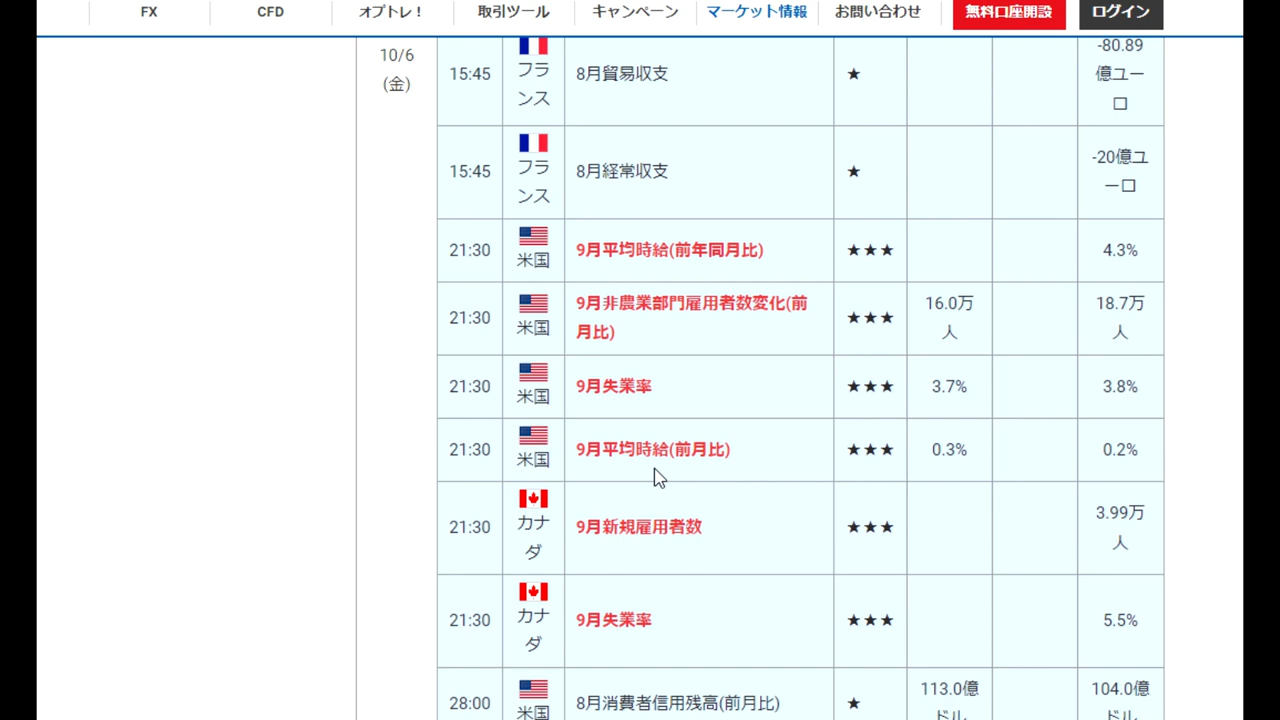 FX CFD オプトレ！ 取引ツール キャンペーン マーケット情報 お問い合わせ 無料口座開設 ログイン
10/6
(金)
15:45
フラ
ンス
8月貿易収支
★
-80.89
億ユー
ロ
15:45
フラ
ンス
8月経常収支
★
-20億ユ
ーロ
21:30
米国
9月平均時給(前年同月比)
★★★
4.3%
21:30
米国
9月非農業部門雇用者数変化(前
月比)
★★★
16.0万
人
18.7万
人
21:30
米国
9月失業率
★★★
3.7%
3.8%
21:30
米国
9月平均時給(前月比)
★★★
0.3%
0.2%
21:30
カナ
ダ
9月新規雇用者数
★★★
3.99万
人
21:30
カナ
ダ
9月失業率
★★★
5.5%
28:00
米国
8月消費者信用残高(前月比)
★
113.0億
ドル
104.0億
ドル